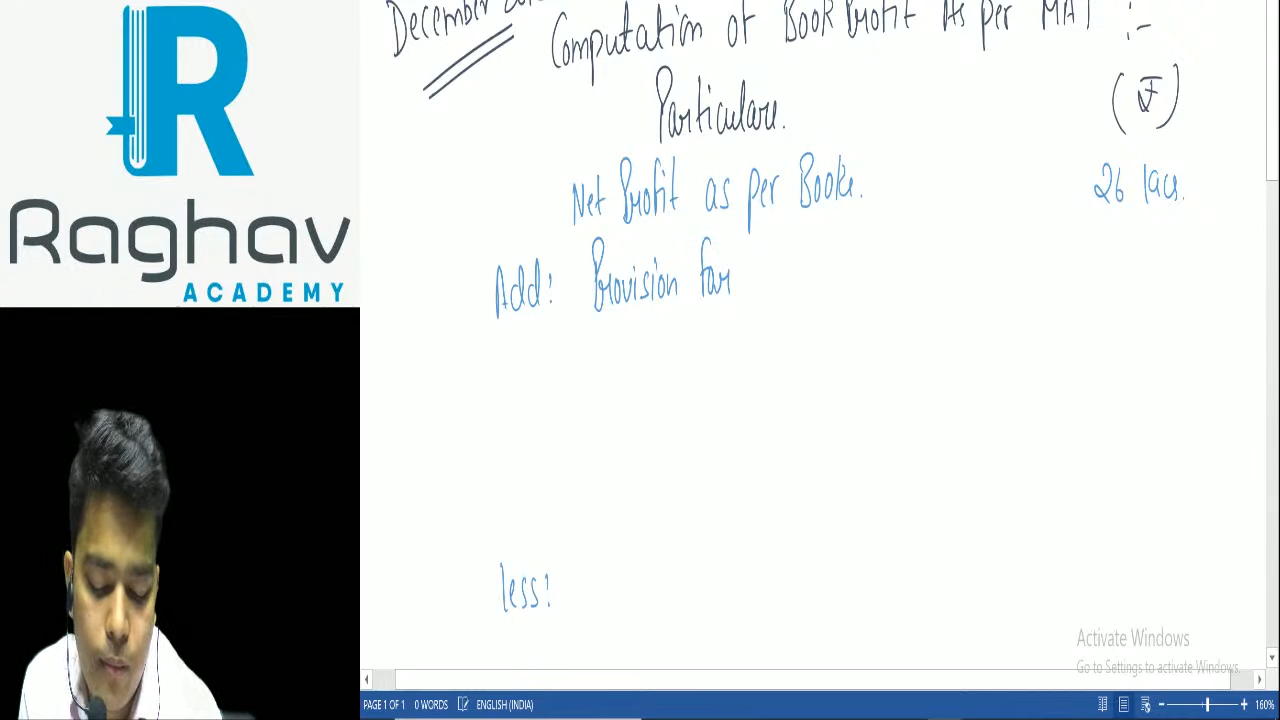 December
Computation of Book Profit As per MAT :-
Particulars.
(₹)
Net Profit as per Books.
26 lacs.
Add: Provision for
less:
Raghav
ACADEMY
Activate Windows
Go to Settings to activate Windows.
PAGE 1 OF 1 0 WORDS ENGLISH (INDIA)
160%